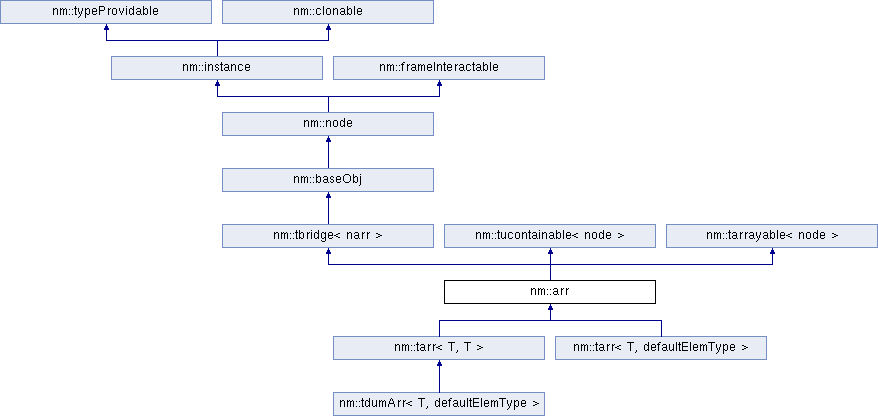 nm::typeProvidable
nm::clonable
nm::instance
nm::frameInteractable
nm::node
nm::baseObj
nm::tbridge< narr >
nm::tucontainable< node >
nm::tarrayable< node >
nm::arr
nm::tarr< T, T >
nm::tarr< T, defaultElemType >
nm::tdumArr< T, defaultElemType >